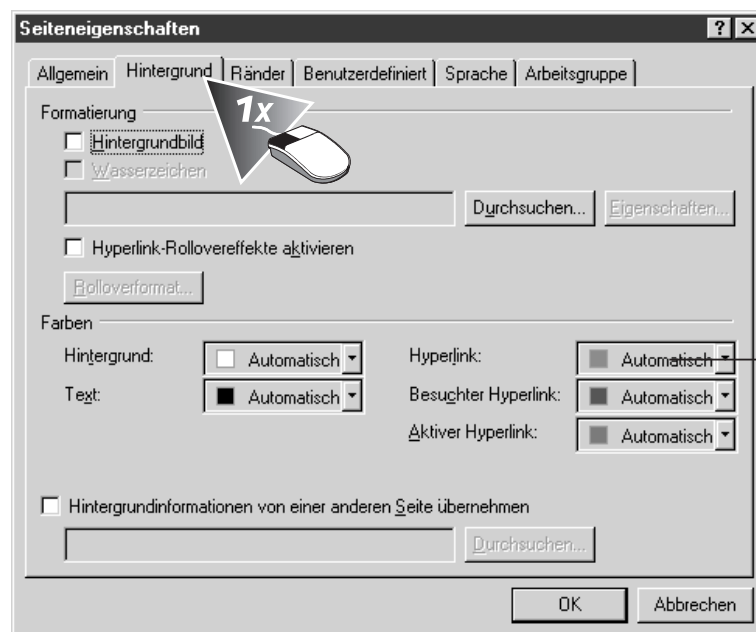 Seiteneigenschaften ? X
Allgemein Hintergrund Ränder Benutzerdefiniert Sprache Arbeitsgruppe
1x
Formatierung
Hintergrundbild
Wasserzeichen
Durchsuchen... Eigenschaften...
Hyperlink-Rollovereffekte aktivieren
Rolloverformat...
Farben
Hintergrund: Automatisch Hyperlink: Automatisch
Text: Automatisch Besuchter Hyperlink: Automatisch
Aktiver Hyperlink: Automatisch
Hintergrundinformationen von einer anderen Seite übernehmen
Durchsuchen...
OK Abbrechen